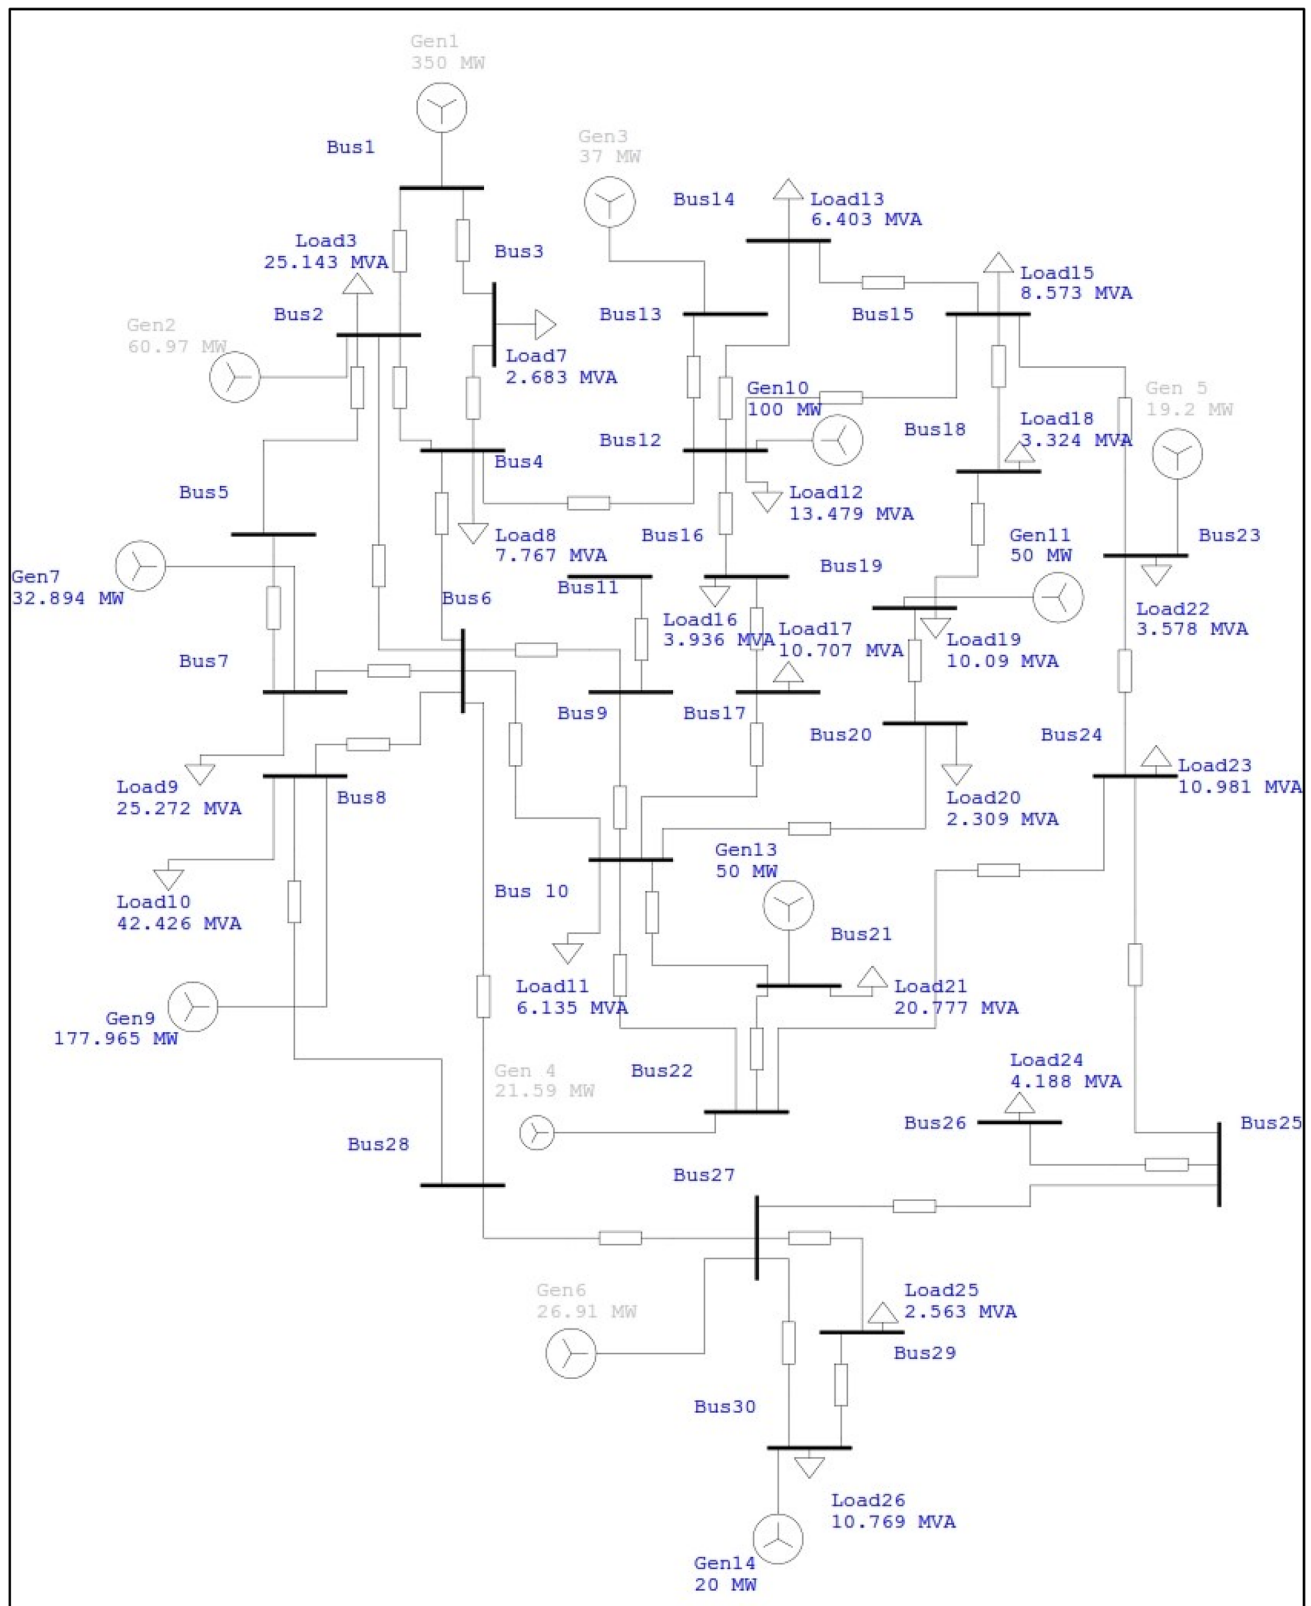 Gen1
350 MW
Bus1
Gen3
37 MW
Bus14
Load13
6.403 MVA
Load3
25.143 MVA
Bus3
Load15
8.573 MVA
Gen2
60.97 MW
Bus2
Bus13
Bus15
Load7
2.683 MVA
Gen10
100 MW
Gen 5
19.2 MW
Bus12
Bus18
Load18
3.324 MVA
Bus4
Bus5
Load12
13.479 MVA
Load8
7.767 MVA
Bus16
Gen11
50 MW
Bus23
Gen7
32.894 MW
Bus11
Bus19
Bus6
Load16
3.936 MVA
Load17
10.707 MVA
Load19
10.09 MVA
Load22
3.578 MVA
Bus7
Bus9
Bus17
Bus20
Bus24
Load9
25.272 MVA
Bus8
Load20
2.309 MVA
Load23
10.981 MVA
Gen13
50 MW
Bus 10
Load10
42.426 MVA
Bus21
Load11
6.135 MVA
Load21
20.777 MVA
Gen9
177.965 MW
Gen 4
21.59 MW
Bus22
Load24
4.188 MVA
Bus26
Bus25
Bus28
Bus27
Gen6
26.91 MW
Load25
2.563 MVA
Bus29
Bus30
Load26
10.769 MVA
Gen14
20 MW